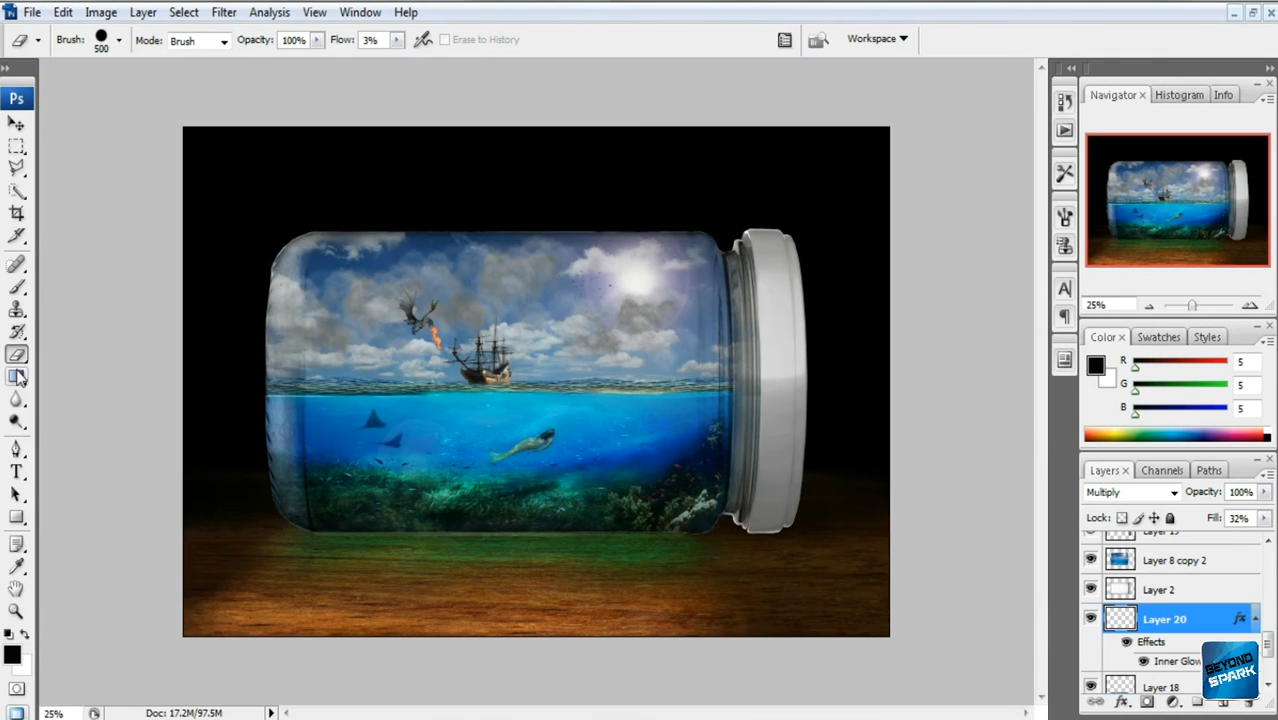 Ps File Edit Image Layer Select Filter Analysis View Window Help
Brush: 500 Mode: Brush Opacity: 100% Flow: 3% Erase to History Workspace
Ps
Navigator × Histogram Info
25%
Color × Swatches Styles
R 5
G 5
B 5
Layers × Channels Paths
Multiply Opacity: 100%
Lock: Fill: 32%
Layer 8 copy 2
Layer 2
Layer 20 fx
Effects
Inner Glow
Layer 18
BEYOND
SPARK
25% Doc: 17.2M/97.5M